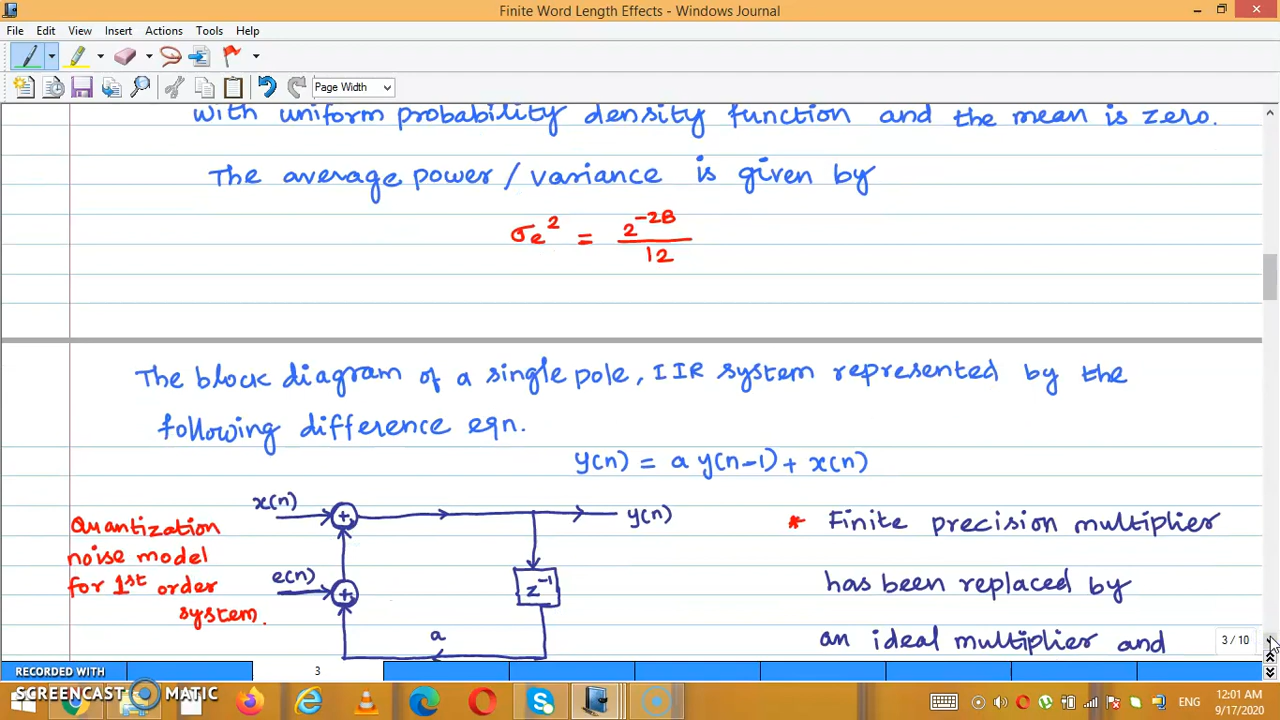 Finite Word Length Effects - Windows Journal
File Edit View Insert Actions Tools Help
Page Width
with uniform probability density function and the mean is zero.
The average power / variance is given by
σe² = 2^-2B / 12
The block diagram of a single pole, IIR system represented by the
following difference eqn.
y(n) = a y(n-1) + x(n)
x(n)
y(n)
Quantization
noise model
for 1st order
system.
e(n)
z^-1
a
* Finite precision multiplier
has been replaced by
an ideal multiplier and
3 / 10
3
RECORDED WITH
SCREENCAST MATIC
ENG
12:01 AM
9/17/2020